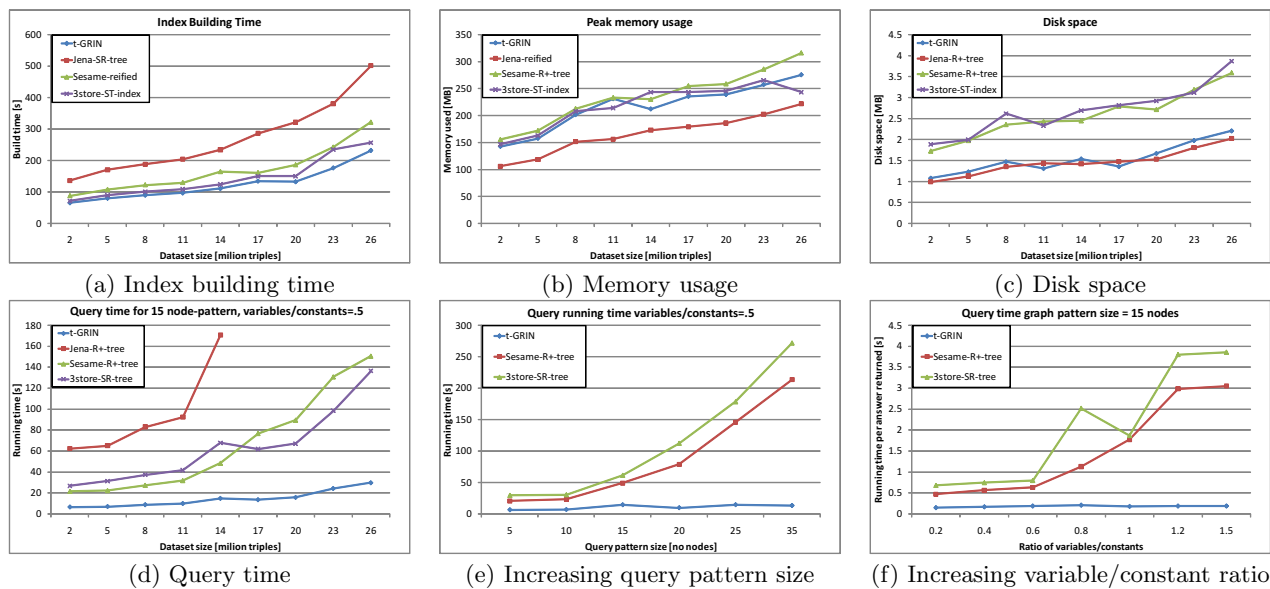 Index Building Time
600
500
400
300
200
100
0
Build time [s]
t-GRIN
Jena-SR-tree
Sesame-reified
3store-ST-index
2 5 8 11 14 17 20 23 26
Dataset size [milion triples]
(a) Index building time
Peak memory usage
350
300
250
200
150
100
50
0
Memory used [MB]
t-GRIN
Jena-reified
Sesame-R+-tree
3store-ST-index
2 5 8 11 14 17 20 23 26
Dataset size [milion triples]
(b) Memory usage
Disk space
4.5
4
3.5
3
2.5
2
1.5
1
0.5
0
Disk space [MB]
t-GRIN
Jena-R+-tree
Sesame-R+-tree
3store-ST-index
2 5 8 11 14 17 20 23 26
Dataset size [milion triples]
(c) Disk space
Query time for 15 node-pattern, variables/constants=.5
180
160
140
120
100
80
60
40
20
0
Running time [s]
t-GRIN
Jena-R+-tree
Sesame-R+-tree
3store-SR-tree
2 5 8 11 14 17 20 23 26
Dataset size [milion triples]
(d) Query time
Query running time variables/constants=.5
300
250
200
150
100
50
0
Running time [s]
t-GRIN
Sesame-R+-tree
3store-SR-tree
5 10 15 20 25 35
Query pattern size [no nodes]
(e) Increasing query pattern size
Query time graph pattern size = 15 nodes
4.5
4
3.5
3
2.5
2
1.5
1
0.5
0
Running time per answer returned [s]
t-GRIN
Sesame-R+-tree
3store-SR-tree
0.2 0.4 0.6 0.8 1 1.2 1.5
Ratio of variables/constants
(f) Increasing variable/constant ratio